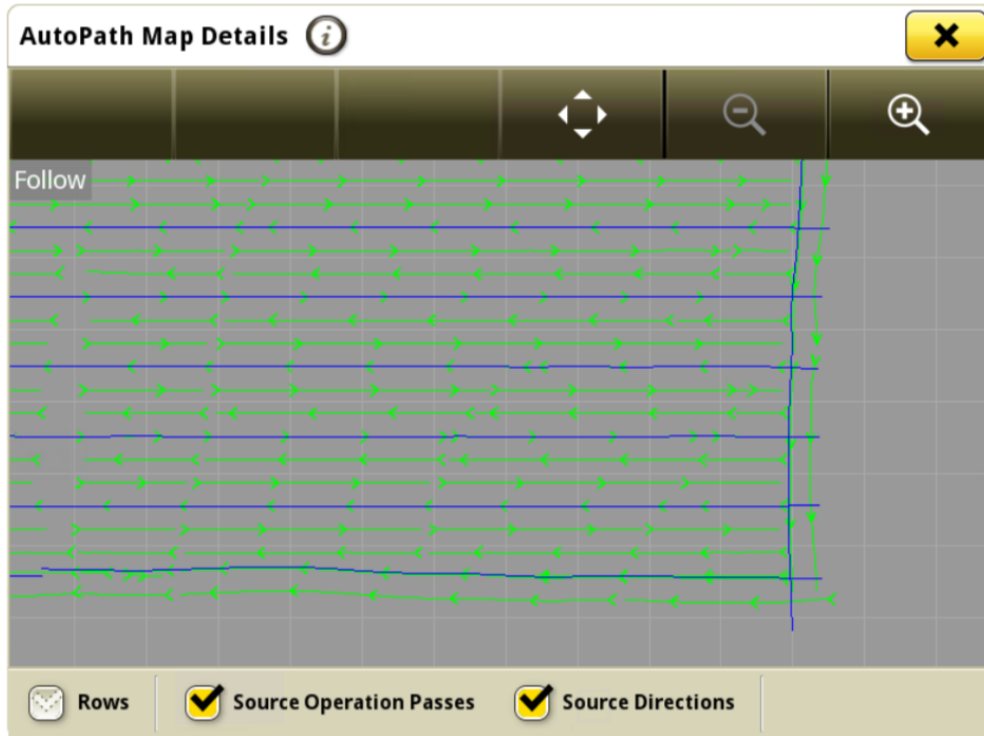 AutoPath Map Details
Follow
Rows
Source Operation Passes
Source Directions